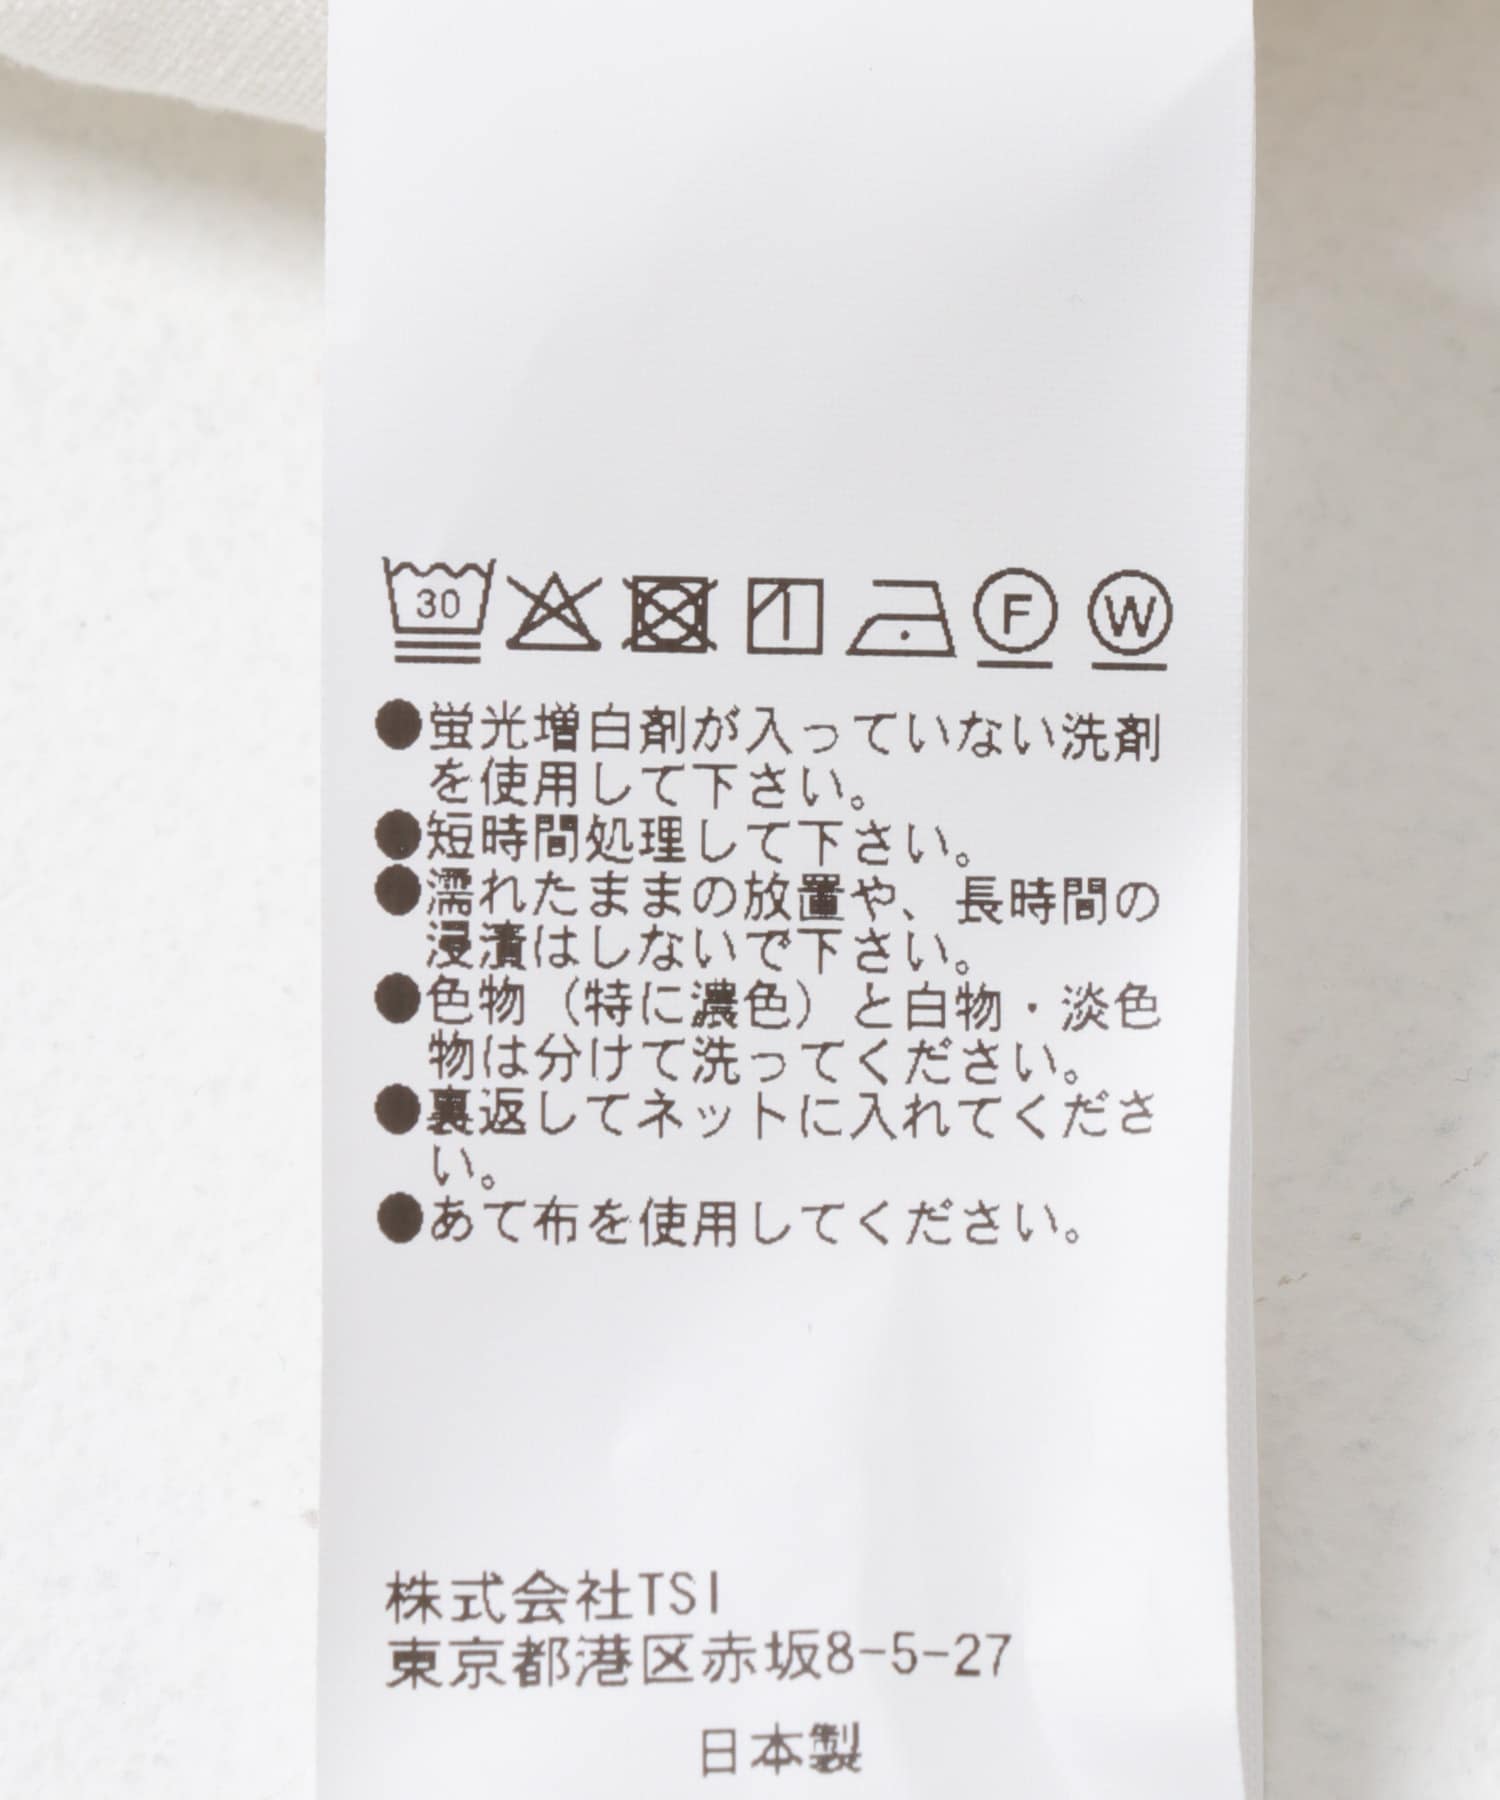 30
F W
●蛍光増白剤が入っていない洗剤
を使用して下さい。
●短時間処理して下さい。
●濡れたままの放置や、長時間の
浸漬はしないで下さい。
●色物（特に濃色）と白物・淡色
物は分けて洗ってください。
●裏返してネットに入れてくださ
い。
●あて布を使用してください。
株式会社TSI
東京都港区赤坂8-5-27
日本製